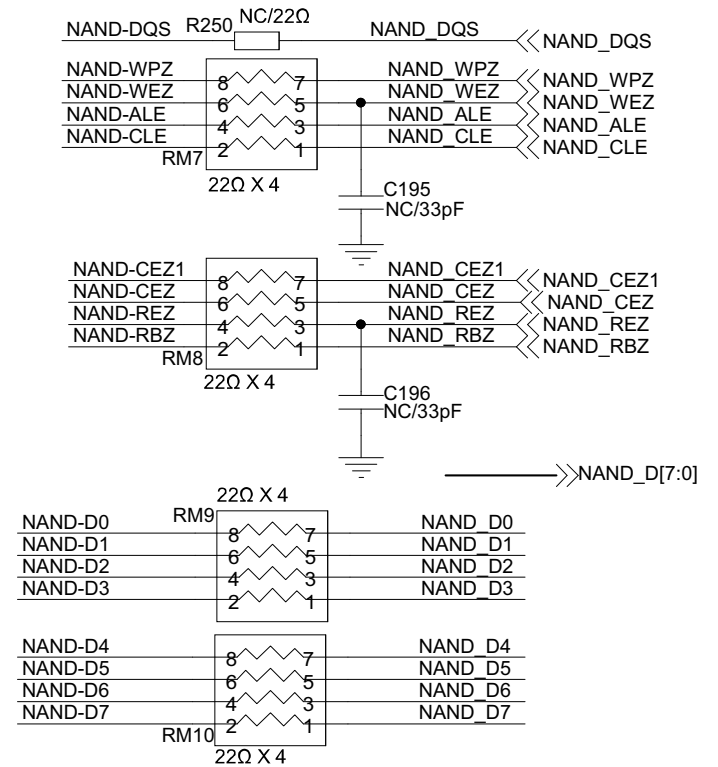 NC/22Ω
NAND-DQS R250 NAND_DQS NAND_DQS
NAND-WPZ 8 7 NAND_WPZ NAND_WPZ
NAND-WEZ 6 5 NAND_WEZ NAND_WEZ
NAND-ALE 4 3 NAND_ALE NAND_ALE
NAND-CLE 2 1 NAND_CLE NAND_CLE
RM7
22Ω X 4
C195
NC/33pF
NAND-CEZ1 8 7 NAND_CEZ1 NAND_CEZ1
NAND-CEZ 6 5 NAND_CEZ NAND_CEZ
NAND-REZ 4 3 NAND_REZ NAND_REZ
NAND-RBZ 2 1 NAND_RBZ NAND_RBZ
RM8
22Ω X 4
C196
NC/33pF
NAND_D[7:0]
22Ω X 4
RM9
NAND-D0 8 7 NAND_D0
NAND-D1 6 5 NAND_D1
NAND-D2 4 3 NAND_D2
NAND-D3 2 1 NAND_D3
NAND-D4 8 7 NAND_D4
NAND-D5 6 5 NAND_D5
NAND-D6 4 3 NAND_D6
NAND-D7 2 1 NAND_D7
RM10
22Ω X 4